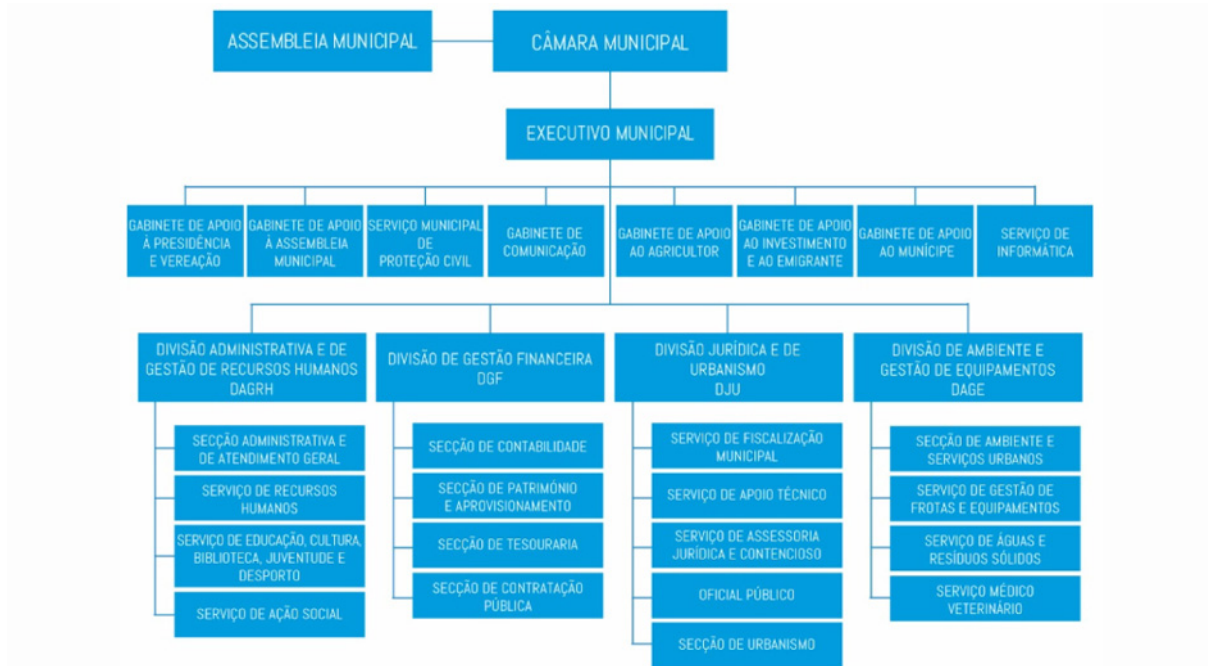 ASSEMBLEIA MUNICIPAL
CÂMARA MUNICIPAL
EXECUTIVO MUNICIPAL
GABINETE DE APOIO
À PRESIDÊNCIA
E VEREAÇÃO
GABINETE DE APOIO
À ASSEMBLEIA
MUNICIPAL
SERVIÇO MUNICIPAL
DE
PROTEÇÃO CIVIL
GABINETE DE
COMUNICAÇÃO
GABINETE DE APOIO
AO AGRICULTOR
GABINETE DE APOIO
AO INVESTIMENTO
E AO EMIGRANTE
GABINETE DE APOIO
AO MUNÍCIPE
SERVIÇO DE
INFORMÁTICA
DIVISÃO ADMINISTRATIVA E DE
GESTÃO DE RECURSOS HUMANOS
DAGRH
SECÇÃO ADMINISTRATIVA E
DE ATENDIMENTO GERAL
SERVIÇO DE RECURSOS
HUMANOS
SERVIÇO DE EDUCAÇÃO, CULTURA,
BIBLIOTECA, JUVENTUDE E
DESPORTO
SERVIÇO DE AÇÃO SOCIAL
DIVISÃO DE GESTÃO FINANCEIRA
DGF
SECÇÃO DE CONTABILIDADE
SECÇÃO DE PATRIMÓNIO
E APROVISIONAMENTO
SECÇÃO DE TESOURARIA
SECÇÃO DE CONTRATAÇÃO
PÚBLICA
DIVISÃO JURÍDICA E DE
URBANISMO
DJU
SERVIÇO DE FISCALIZAÇÃO
MUNICIPAL
SERVIÇO DE APOIO TÉCNICO
SERVIÇO DE ASSESSORIA
JURÍDICA E CONTENCIOSO
OFICIAL PÚBLICO
SECÇÃO DE URBANISMO
DIVISÃO DE AMBIENTE E
GESTÃO DE EQUIPAMENTOS
DAGE
SECÇÃO DE AMBIENTE E
SERVIÇOS URBANOS
SERVIÇO DE GESTÃO DE
FROTAS E EQUIPAMENTOS
SERVIÇO DE ÁGUAS E
RESÍDUOS SÓLIDOS
SERVIÇO MÉDICO
VETERINÁRIO